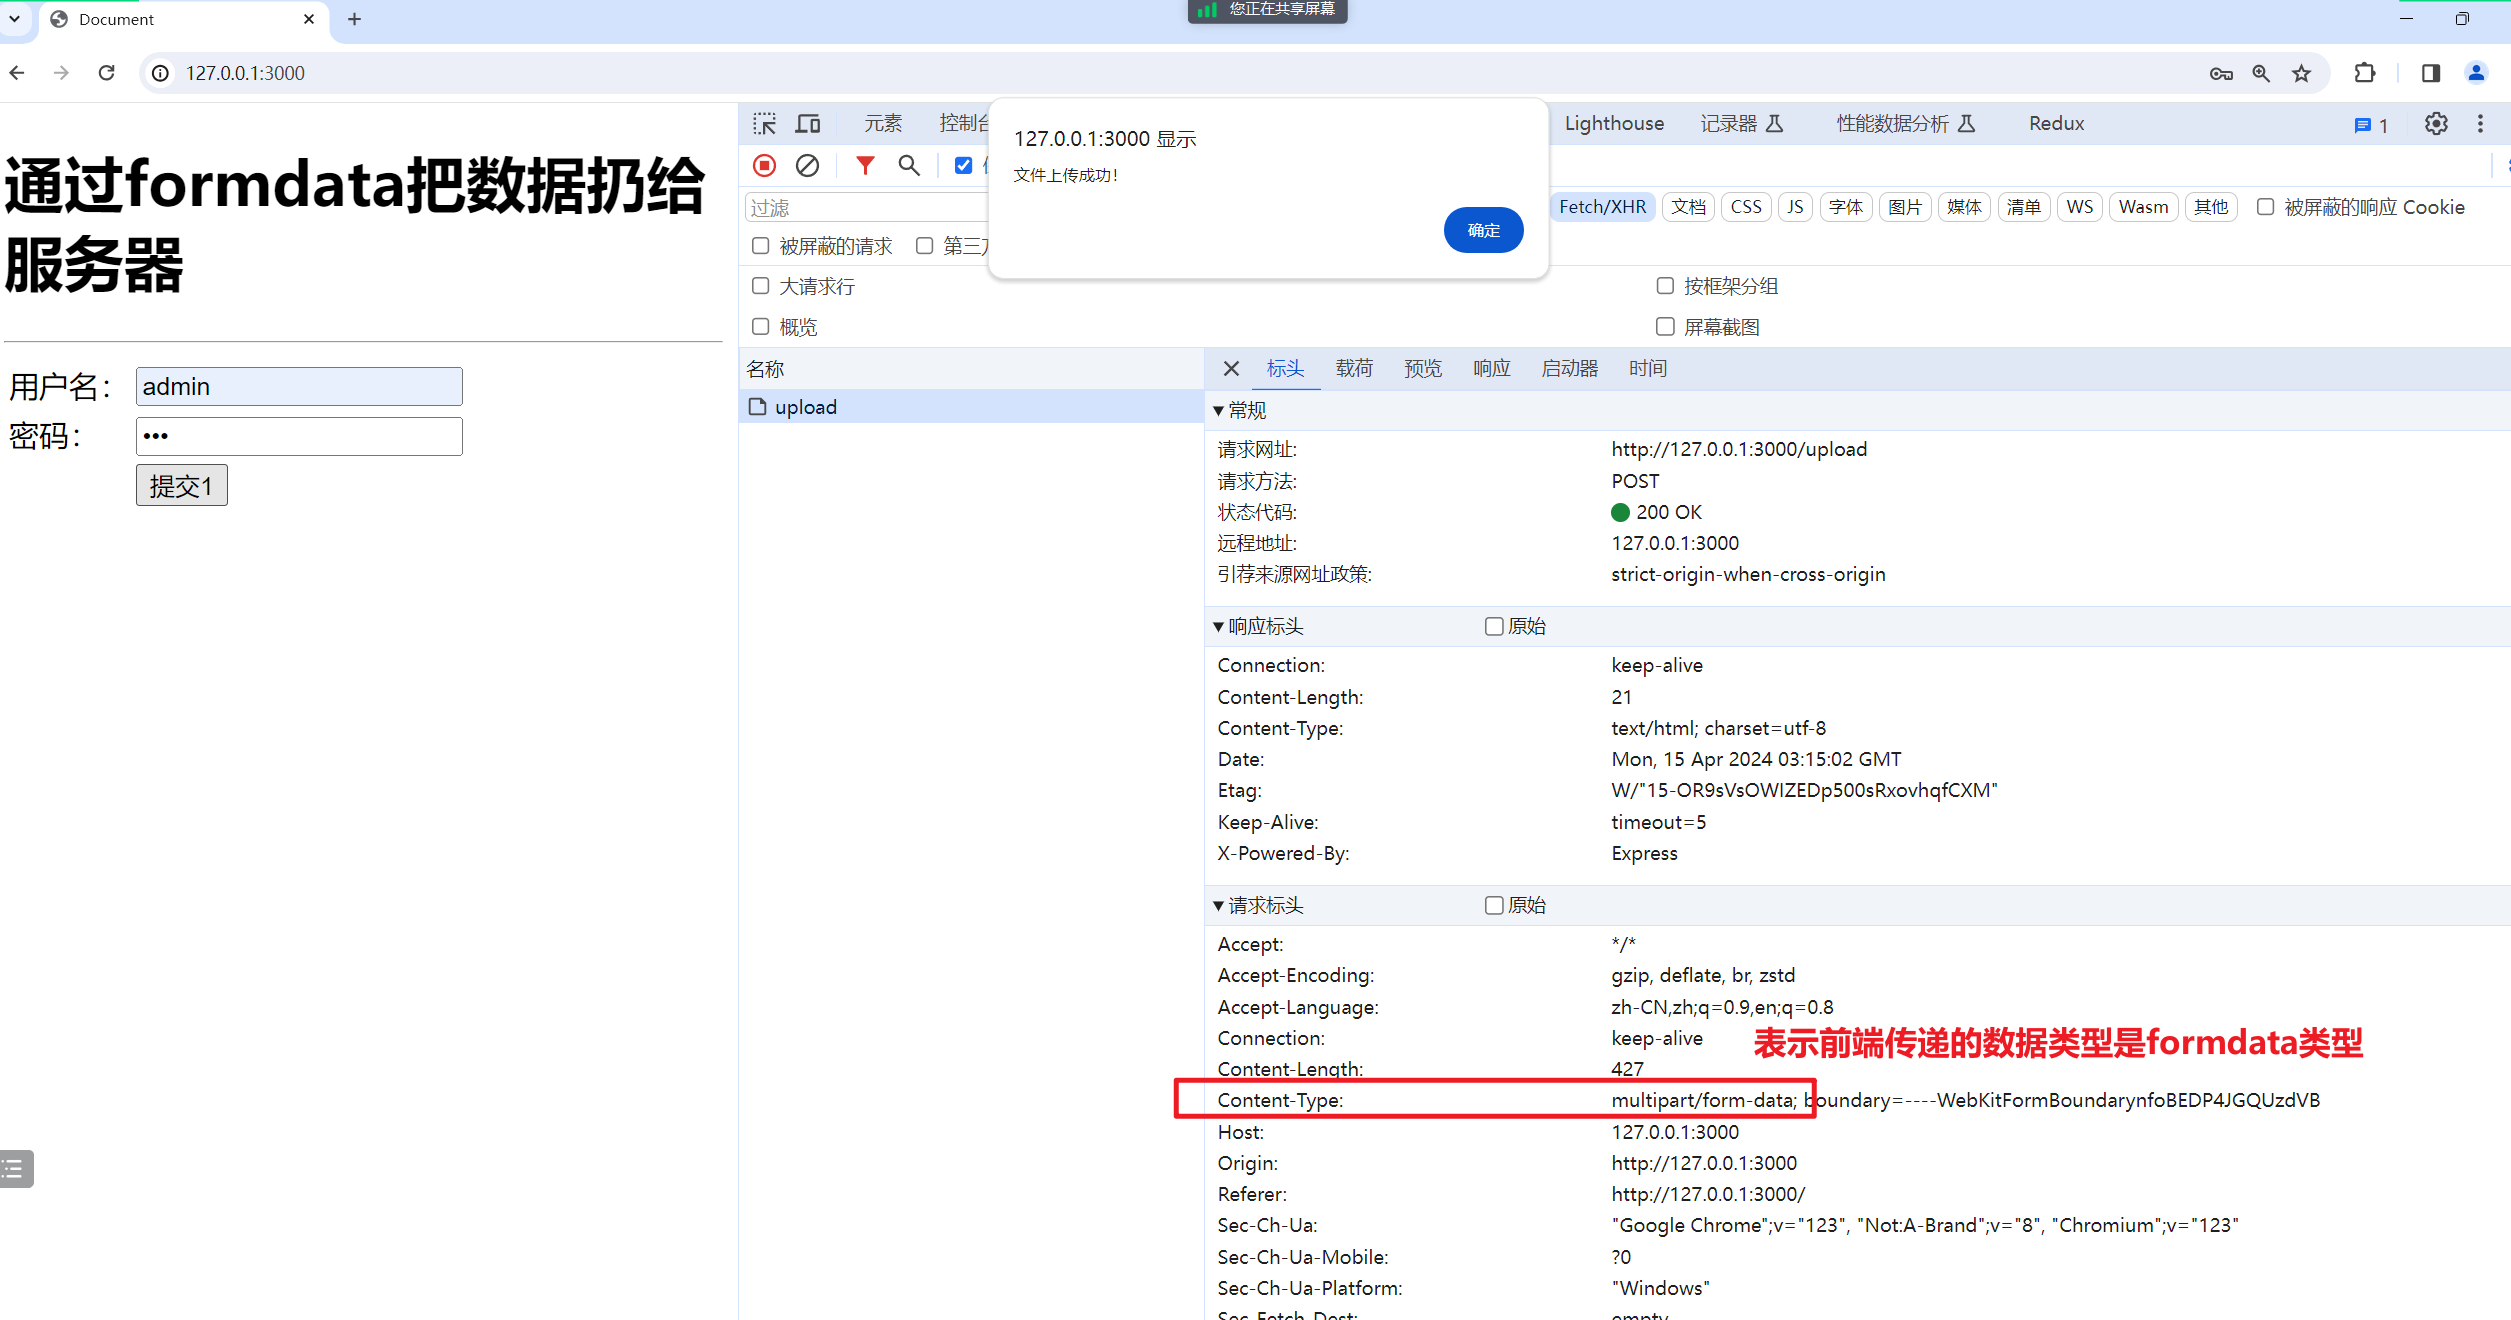 您正在共享屏幕
Document
127.0.0.1:3000
通过formdata把数据扔给
服务器
用户名：
admin
密码：
•••
提交1
元素
控制台
Lighthouse
记录器
性能数据分析
Redux
1
127.0.0.1:3000 显示
文件上传成功！
确定
过滤
Fetch/XHR
文档
CSS
JS
字体
图片
媒体
清单
WS
Wasm
其他
被屏蔽的响应 Cookie
被屏蔽的请求
第三
大请求行
按框架分组
概览
屏幕截图
名称
upload
标头
载荷
预览
响应
启动器
时间
常规
请求网址:
http://127.0.0.1:3000/upload
请求方法:
POST
状态代码:
200 OK
远程地址:
127.0.0.1:3000
引荐来源网址政策:
strict-origin-when-cross-origin
响应标头
原始
Connection:
keep-alive
Content-Length:
21
Content-Type:
text/html; charset=utf-8
Date:
Mon, 15 Apr 2024 03:15:02 GMT
Etag:
W/"15-OR9sVsOWIZEDp500sRxovhqfCXM"
Keep-Alive:
timeout=5
X-Powered-By:
Express
请求标头
原始
Accept:
*/*
Accept-Encoding:
gzip, deflate, br, zstd
Accept-Language:
zh-CN,zh;q=0.9,en;q=0.8
Connection:
keep-alive
表示前端传递的数据类型是formdata类型
Content-Length:
427
Content-Type:
multipart/form-data; boundary=----WebKitFormBoundarynfoBEDP4JGQUzdVB
Host:
127.0.0.1:3000
Origin:
http://127.0.0.1:3000
Referer:
http://127.0.0.1:3000/
Sec-Ch-Ua:
"Google Chrome";v="123", "Not:A-Brand";v="8", "Chromium";v="123"
Sec-Ch-Ua-Mobile:
?0
Sec-Ch-Ua-Platform:
"Windows"
Sec-Fetch-Dest:
empty